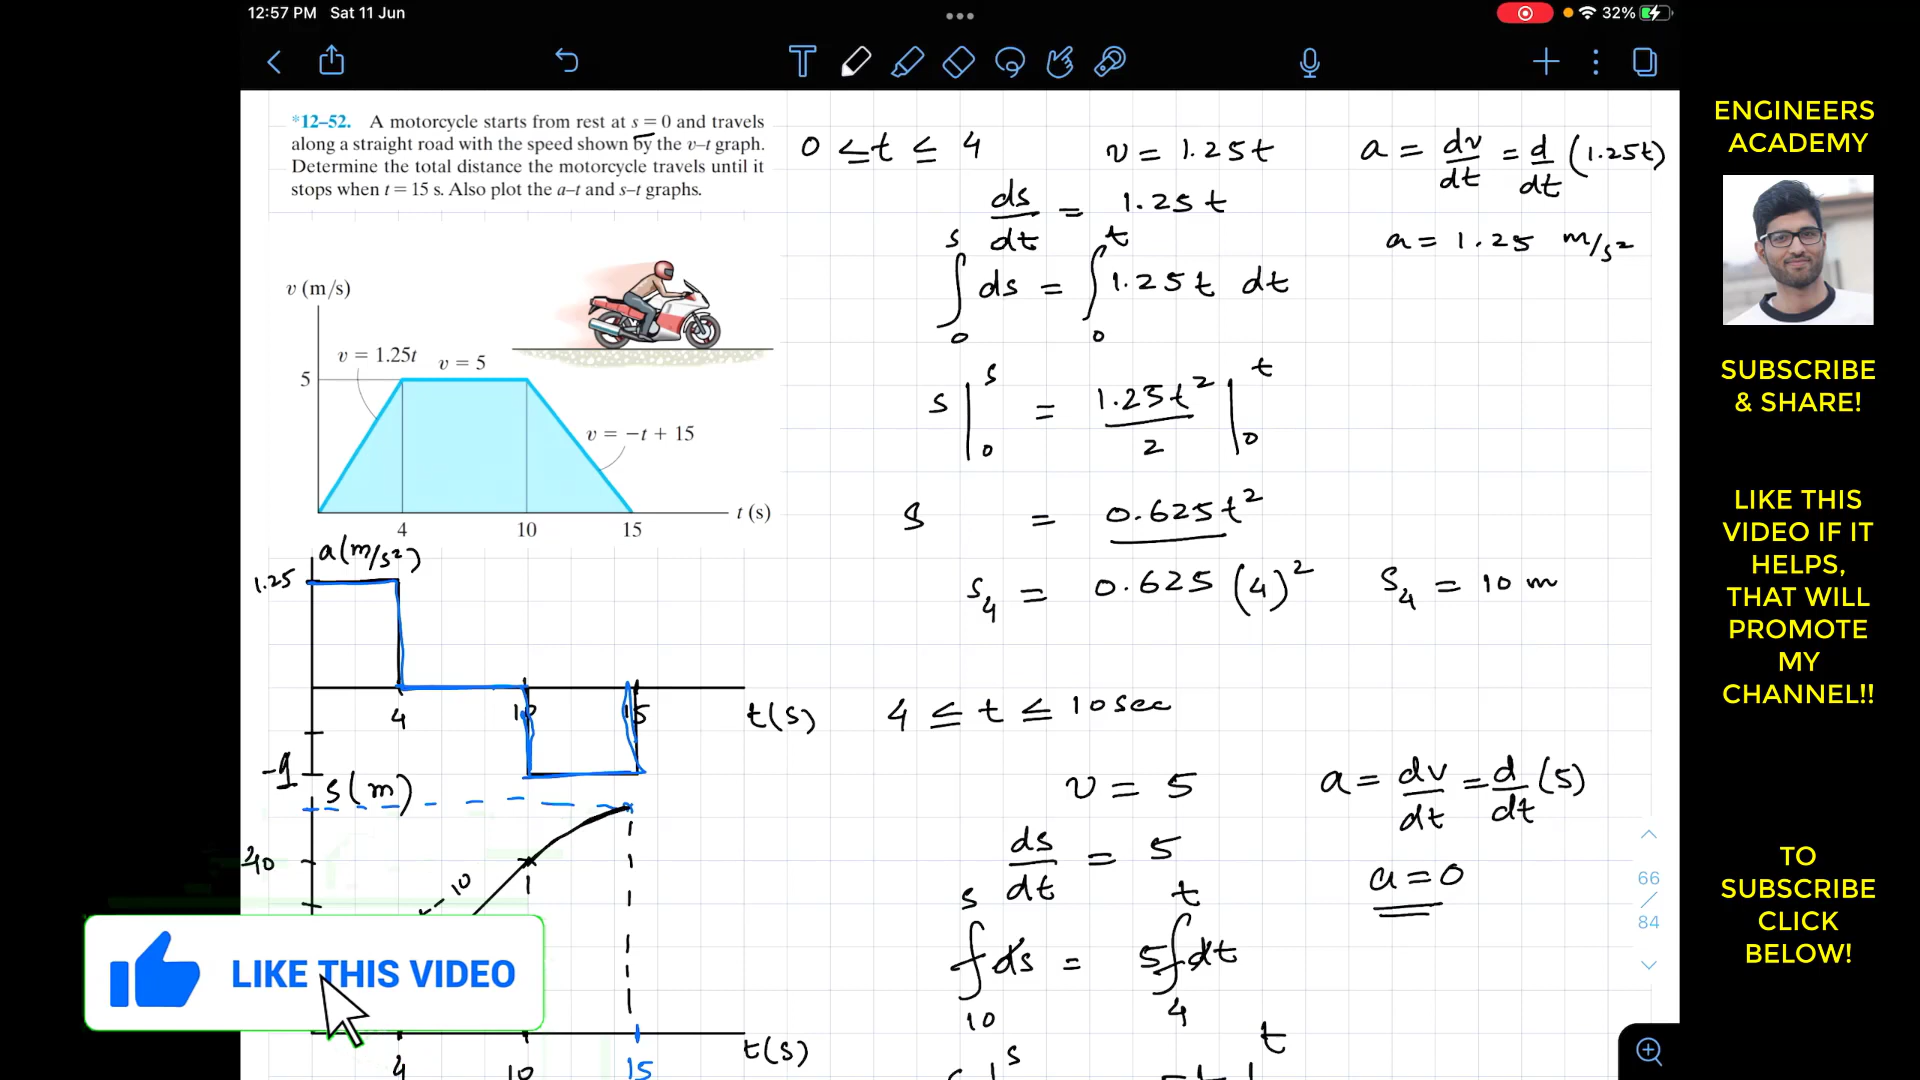 12:57 PM Sat 11 Jun
32%
*12–52. A motorcycle starts from rest at s = 0 and travels
along a straight road with the speed shown by the v–t graph.
Determine the total distance the motorcycle travels until it
stops when t = 15 s. Also plot the a–t and s–t graphs.
v (m/s)
v = 1.25t
v = 5
5
v = −t + 15
t (s)
4
10
15
a(m/s²)
1.25
4
10
15
t(s)
-1
s(m)
40
10
t(s)
4
10
15
0 ≤ t ≤ 4
v = 1.25t
a = dv/dt = d/dt (1.25t)
ds/dt = 1.25t
a = 1.25 m/s²
∫₀ˢ ds = ∫₀ᵗ 1.25t dt
s |₀ˢ = 1.25t²/2 |₀ᵗ
s = 0.625t²
s₄ = 0.625 (4)²
s₄ = 10 m
4 ≤ t ≤ 10sec
v = 5
a = dv/dt = d/dt (5)
ds/dt = 5
a = 0
∫₁₀ˢ ds = 5∫₄ᵗ dt
66
/
84
ENGINEERS
ACADEMY
SUBSCRIBE
& SHARE!
LIKE THIS
VIDEO IF IT
HELPS,
THAT WILL
PROMOTE
MY
CHANNEL!!
TO
SUBSCRIBE
CLICK
BELOW!
LIKE THIS VIDEO